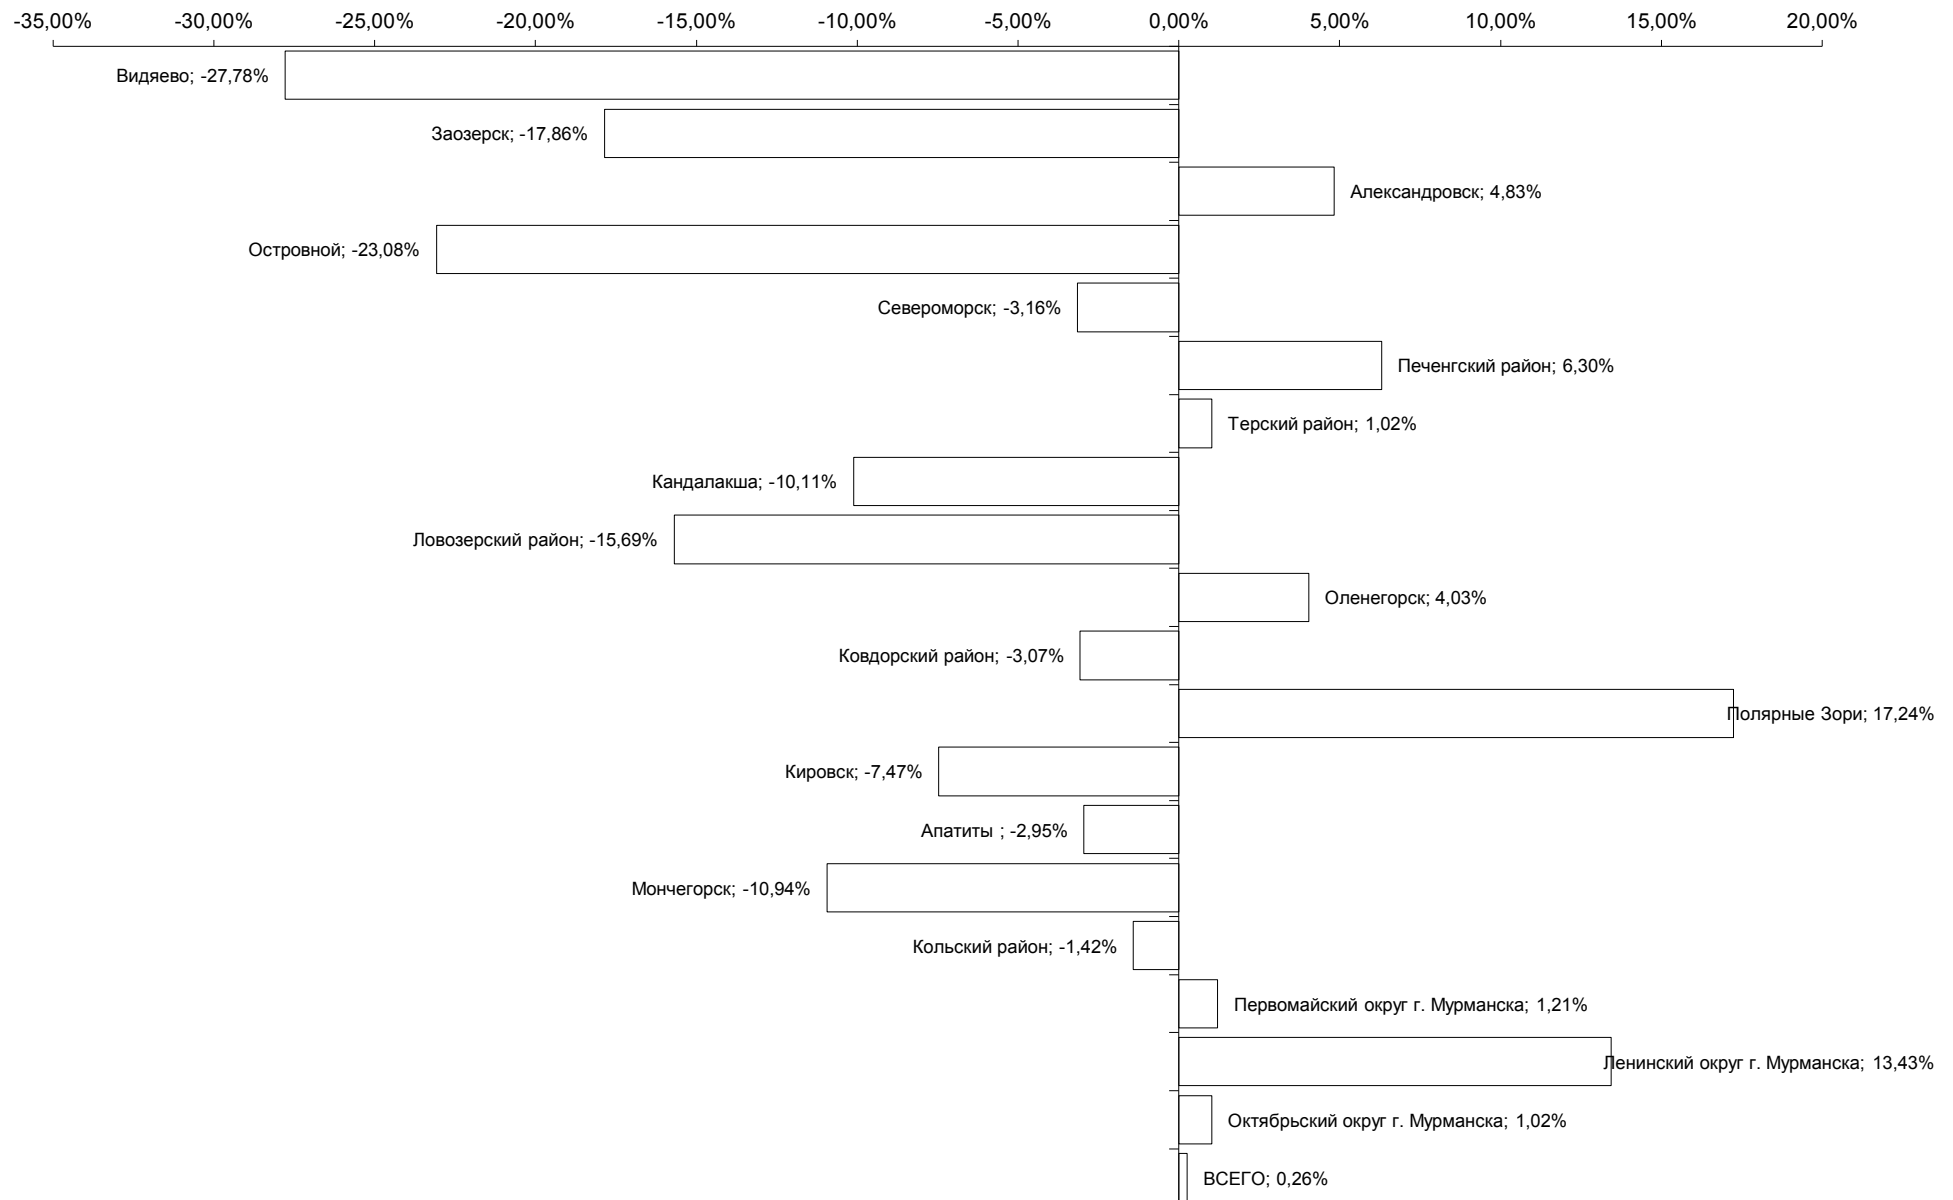 -35,00% -30,00% -25,00% -20,00% -15,00% -10,00% -5,00% 0,00% 5,00% 10,00% 15,00% 20,00%
Видяево; -27,78%
Заозерск; -17,86%
Александровск; 4,83%
Островной; -23,08%
Североморск; -3,16%
Печенгский район; 6,30%
Терский район; 1,02%
Кандалакша; -10,11%
Ловозерский район; -15,69%
Оленегорск; 4,03%
Ковдорский район; -3,07%
Полярные Зори; 17,24%
Кировск; -7,47%
Апатиты ; -2,95%
Мончегорск; -10,94%
Кольский район; -1,42%
Первомайский округ г. Мурманска; 1,21%
Ленинский округ г. Мурманска; 13,43%
Октябрьский округ г. Мурманска; 1,02%
ВСЕГО; 0,26%